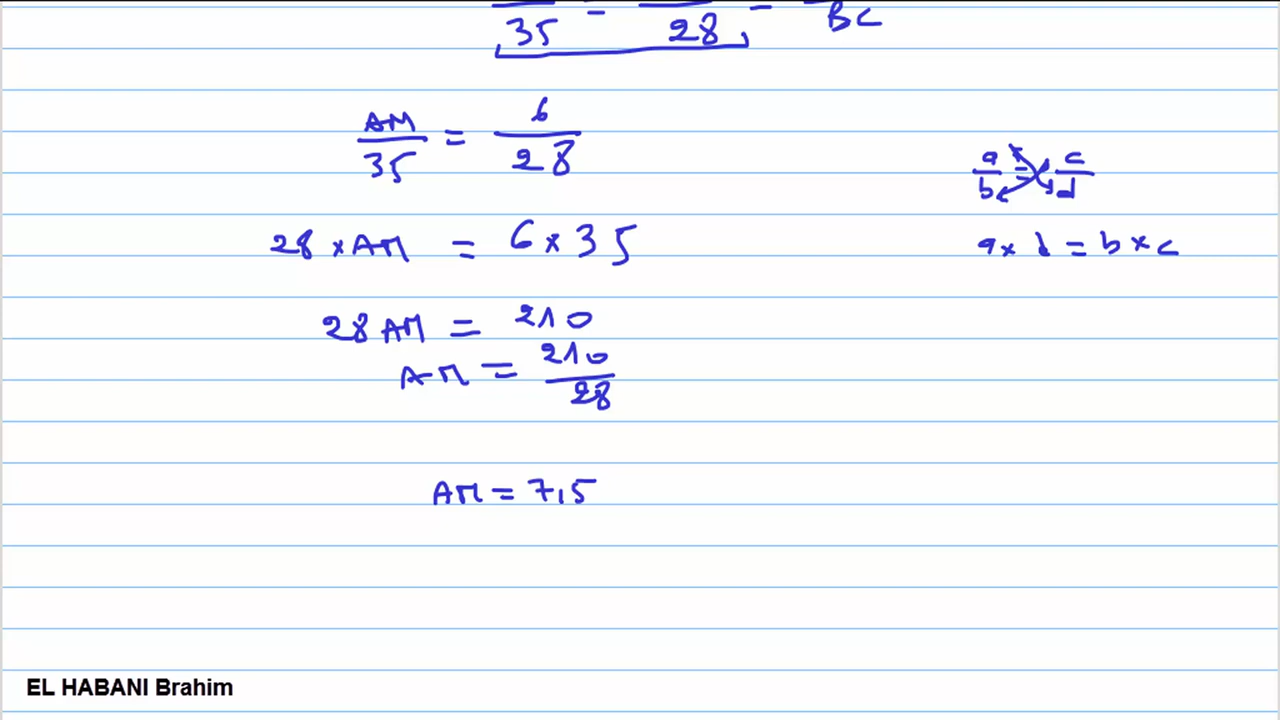 35 = 28 = BC
AM/35 = 6/28
a/b = c/d
28 × AM = 6 × 35
a × d = b × c
28 AM = 210
AM = 210/28
AM = 7,5
EL HABANI Brahim